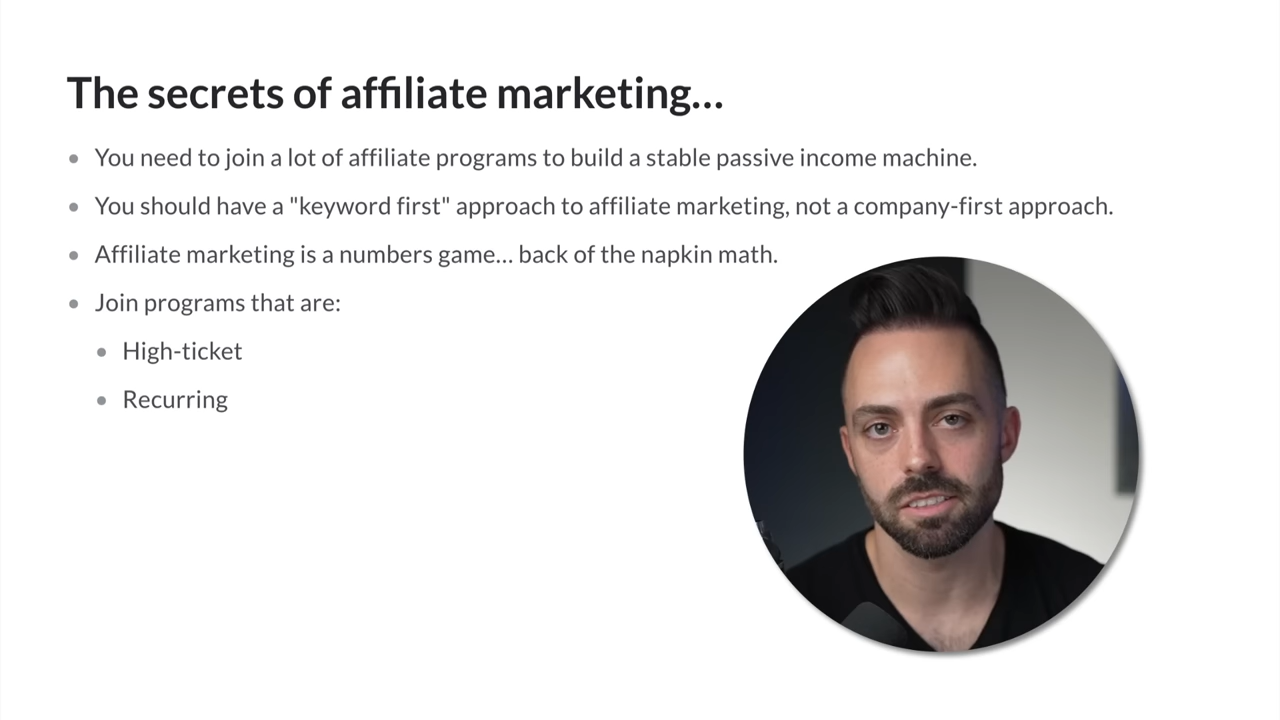 The secrets of affiliate marketing...
You need to join a lot of affiliate programs to build a stable passive income machine.
You should have a "keyword first" approach to affiliate marketing, not a company-first approach.
Affiliate marketing is a numbers game... back of the napkin math.
Join programs that are:
High-ticket
Recurring